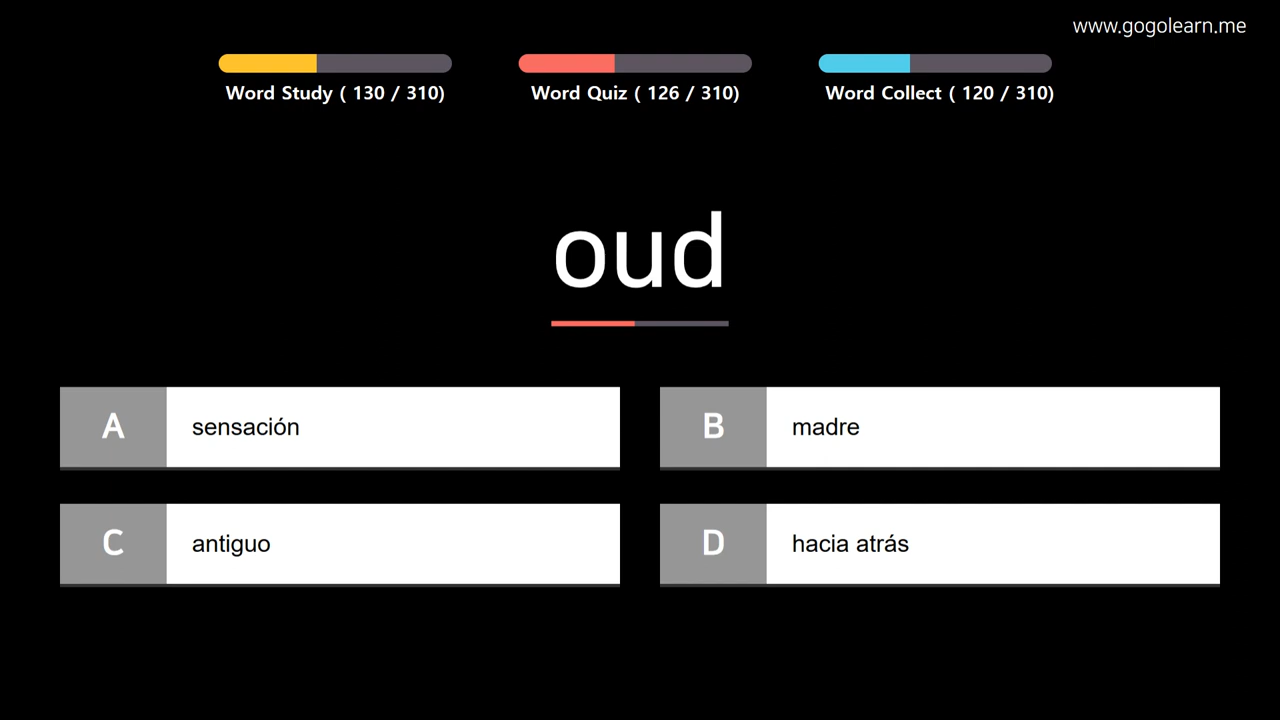 www.gogolearn.me
Word Study ( 130 / 310)
Word Quiz ( 126 / 310)
Word Collect ( 120 / 310)
oud
A sensación
B madre
C antiguo
D hacia atrás